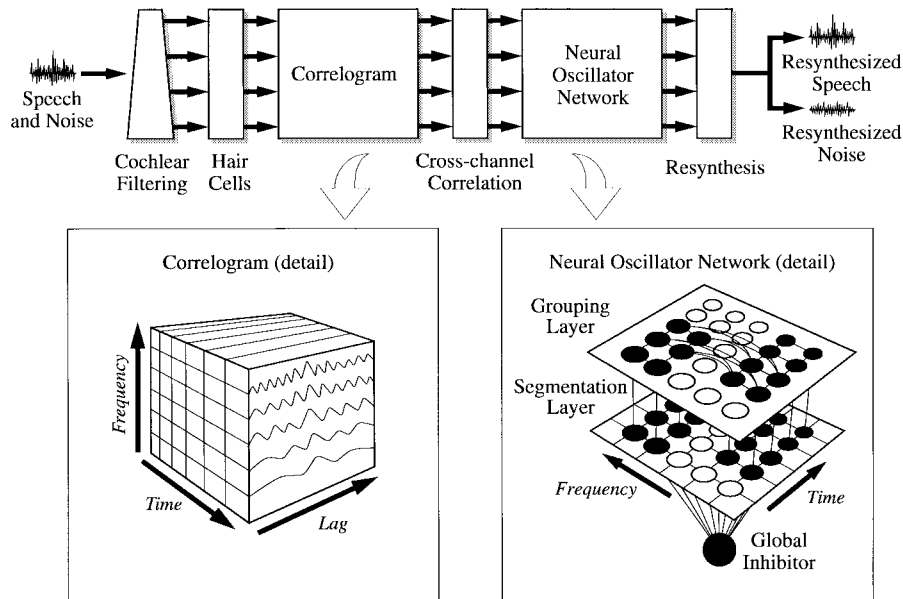 Speech
and Noise
Cochlear
Filtering
Hair
Cells
Correlogram
Cross-channel
Correlation
Neural
Oscillator
Network
Resynthesis
Resynthesized
Speech
Resynthesized
Noise
Correlogram (detail)
Frequency
Time
Lag
Neural Oscillator Network (detail)
Grouping
Layer
Segmentation
Layer
Frequency
Time
Global
Inhibitor